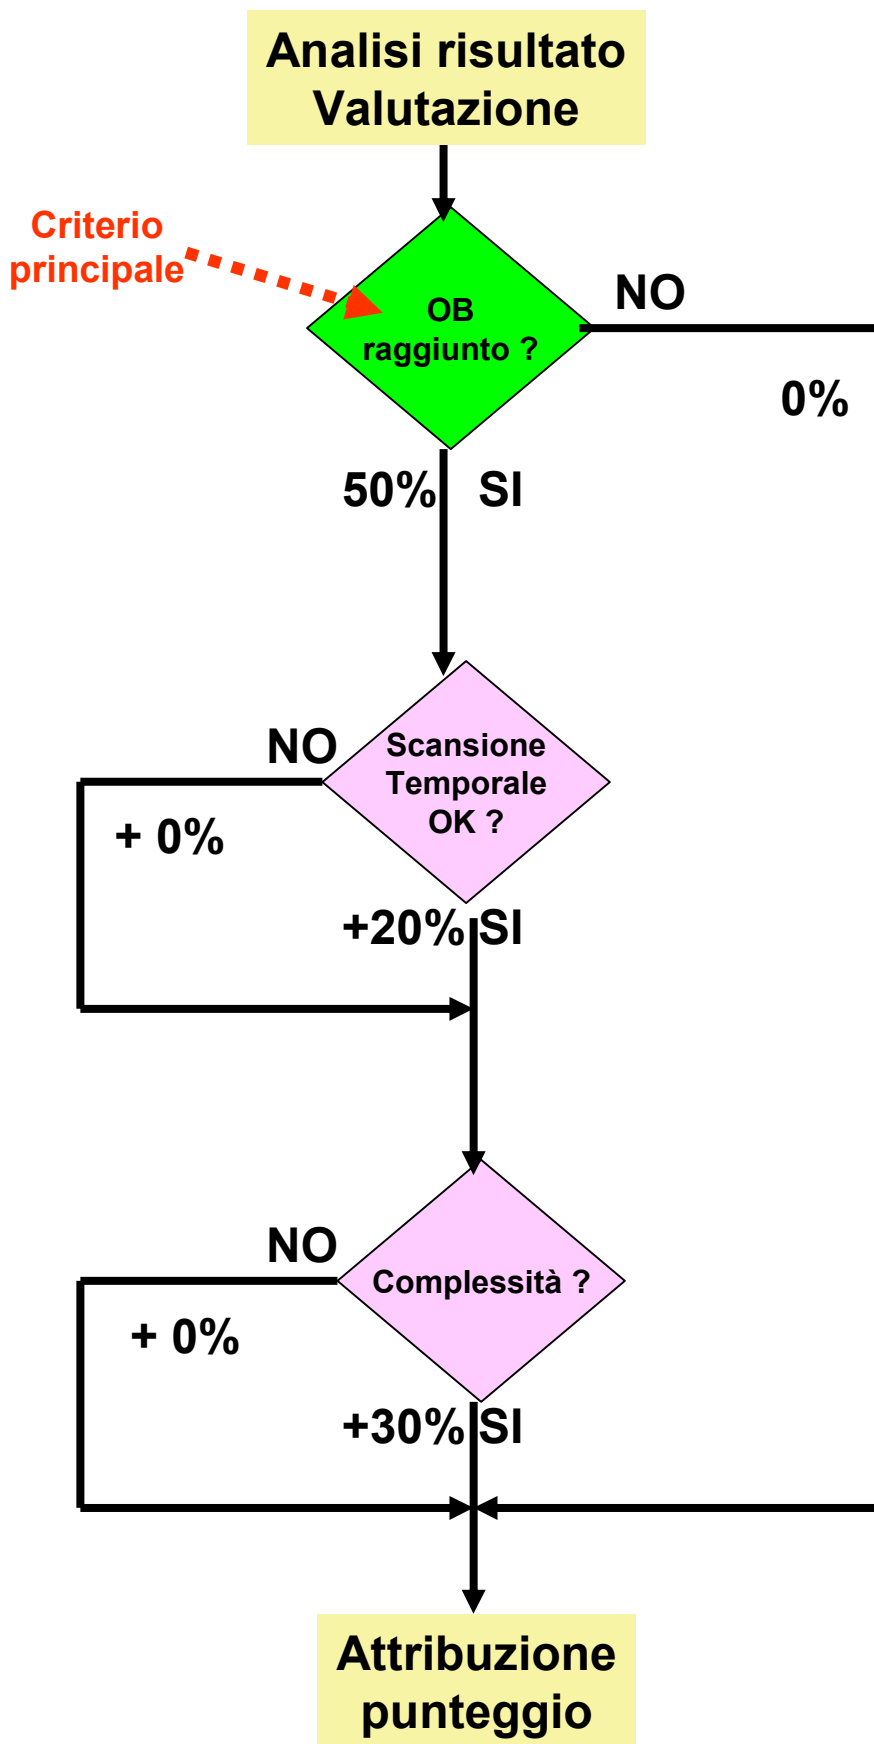 Analisi risultato
Valutazione
Criterio
principale
OB
raggiunto ?
NO
0%
50% SI
NO
Scansione
Temporale
OK ?
+ 0%
+20% SI
NO
Complessità ?
+ 0%
+30% SI
Attribuzione
punteggio